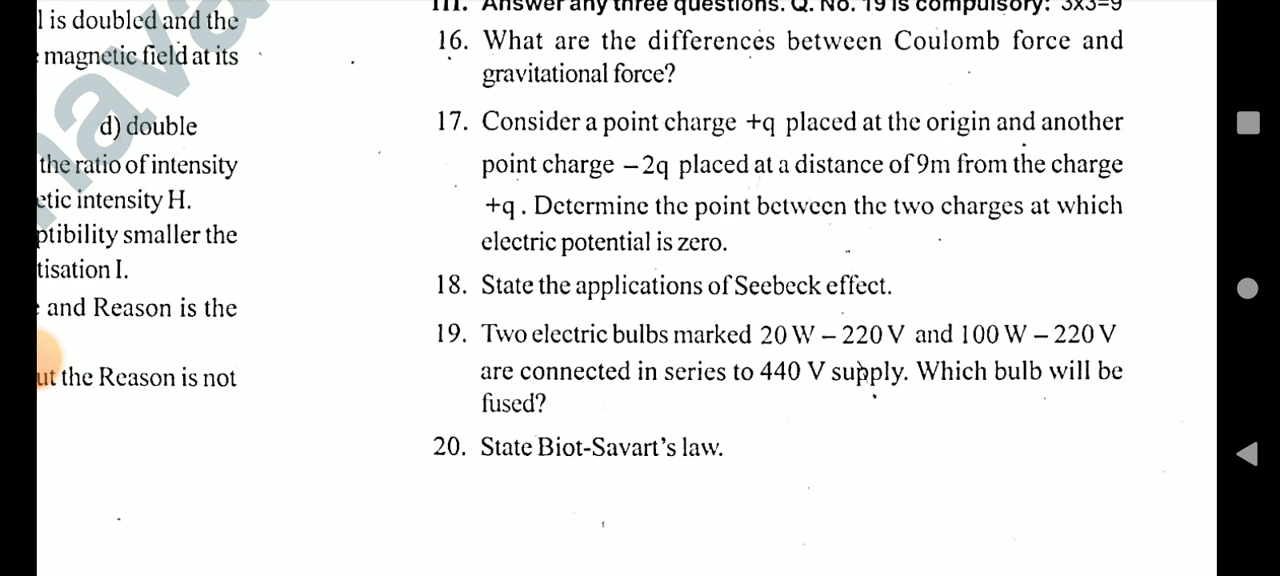 l is doubled and the
magnetic field at its
d) double
the ratio of intensity
etic intensity H.
ptibility smaller the
tisation I.
and Reason is the
ut the Reason is not
III. Answer any three questions. Q. No. 19 is compulsory: 3x3=9
16. What are the differences between Coulomb force and
gravitational force?
17. Consider a point charge +q placed at the origin and another
point charge −2q placed at a distance of 9m from the charge
+q. Determine the point between the two charges at which
electric potential is zero.
18. State the applications of Seebeck effect.
19. Two electric bulbs marked 20 W – 220 V and 100 W – 220 V
are connected in series to 440 V supply. Which bulb will be
fused?
20. State Biot-Savart's law.